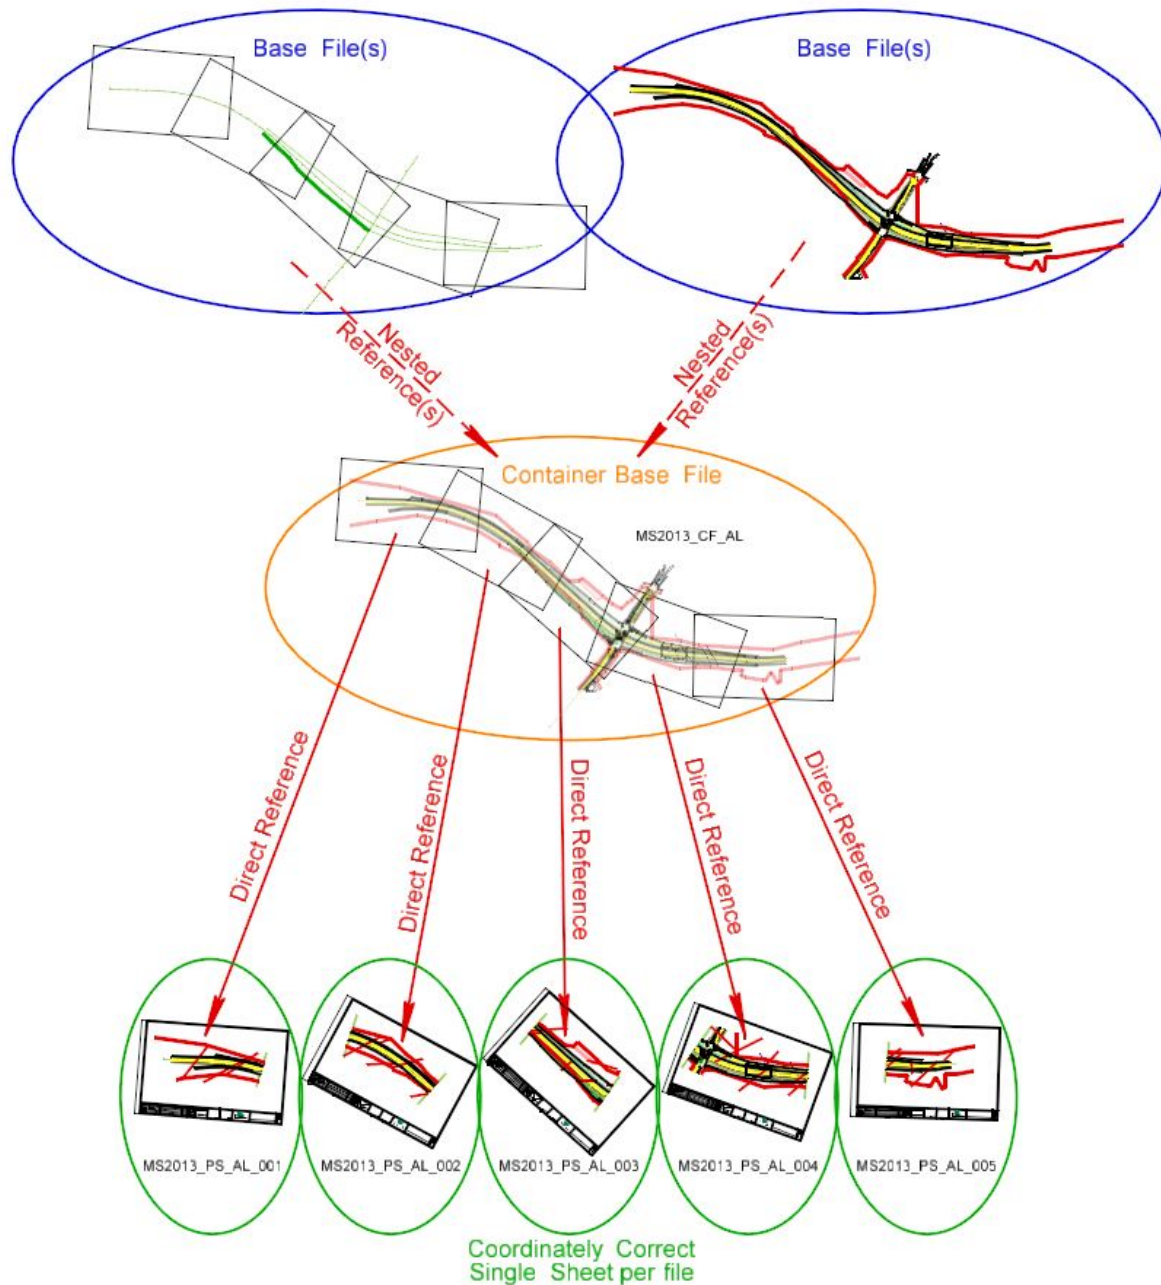 Base File(s)
Base File(s)
Nested
Reference(s)
Nested
Reference(s)
Container Base File
MS2013_CF_AL
Direct Reference
Direct Reference
Direct Reference
Direct Reference
Direct Reference
MS2013_PS_AL_001
MS2013_PS_AL_002
MS2013_PS_AL_003
MS2013_PS_AL_004
MS2013_PS_AL_005
Coordinately Correct
Single Sheet per file